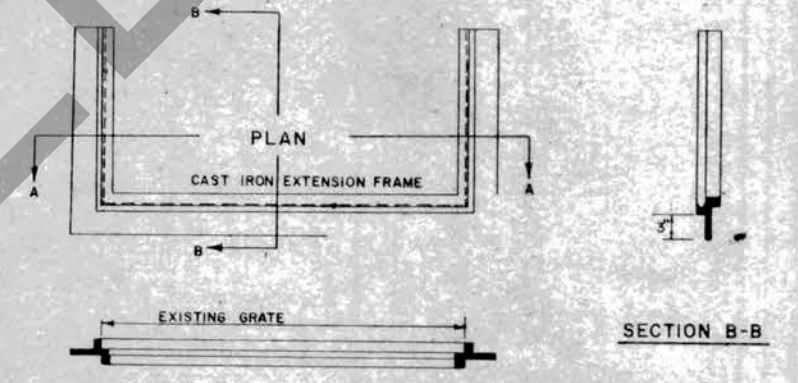 B
PLAN
A
A
CAST IRON EXTENSION FRAME
B
3"
EXISTING GRATE
SECTION B-B